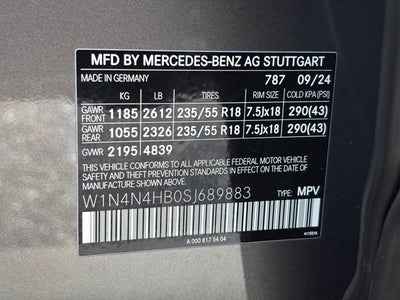 MFD BY MERCEDES-BENZ AG STUTTGART
MADE IN GERMANY 787 09/24
KG LB TIRES RIM SIZE COLD KPA (PSI)
GAWR FRONT 1185 2612 235/55 R18 7.5Jx18 290(43)
GAWR REAR 1055 2326 235/55 R18 7.5Jx18 290(43)
GVWR 2195 4839
THIS VEHICLE CONFORMS TO ALL APPLICABLE FEDERAL MOTOR
VEHICLE SAFETY, BUMPER, AND THEFT PREVENTION STANDARDS
IN EFFECT ON THE DATE OF MANUFACTURE SHOWN ABOVE.
W1N4N4HB0SJ689883 TYPE: MPV
A 000 817 54 04